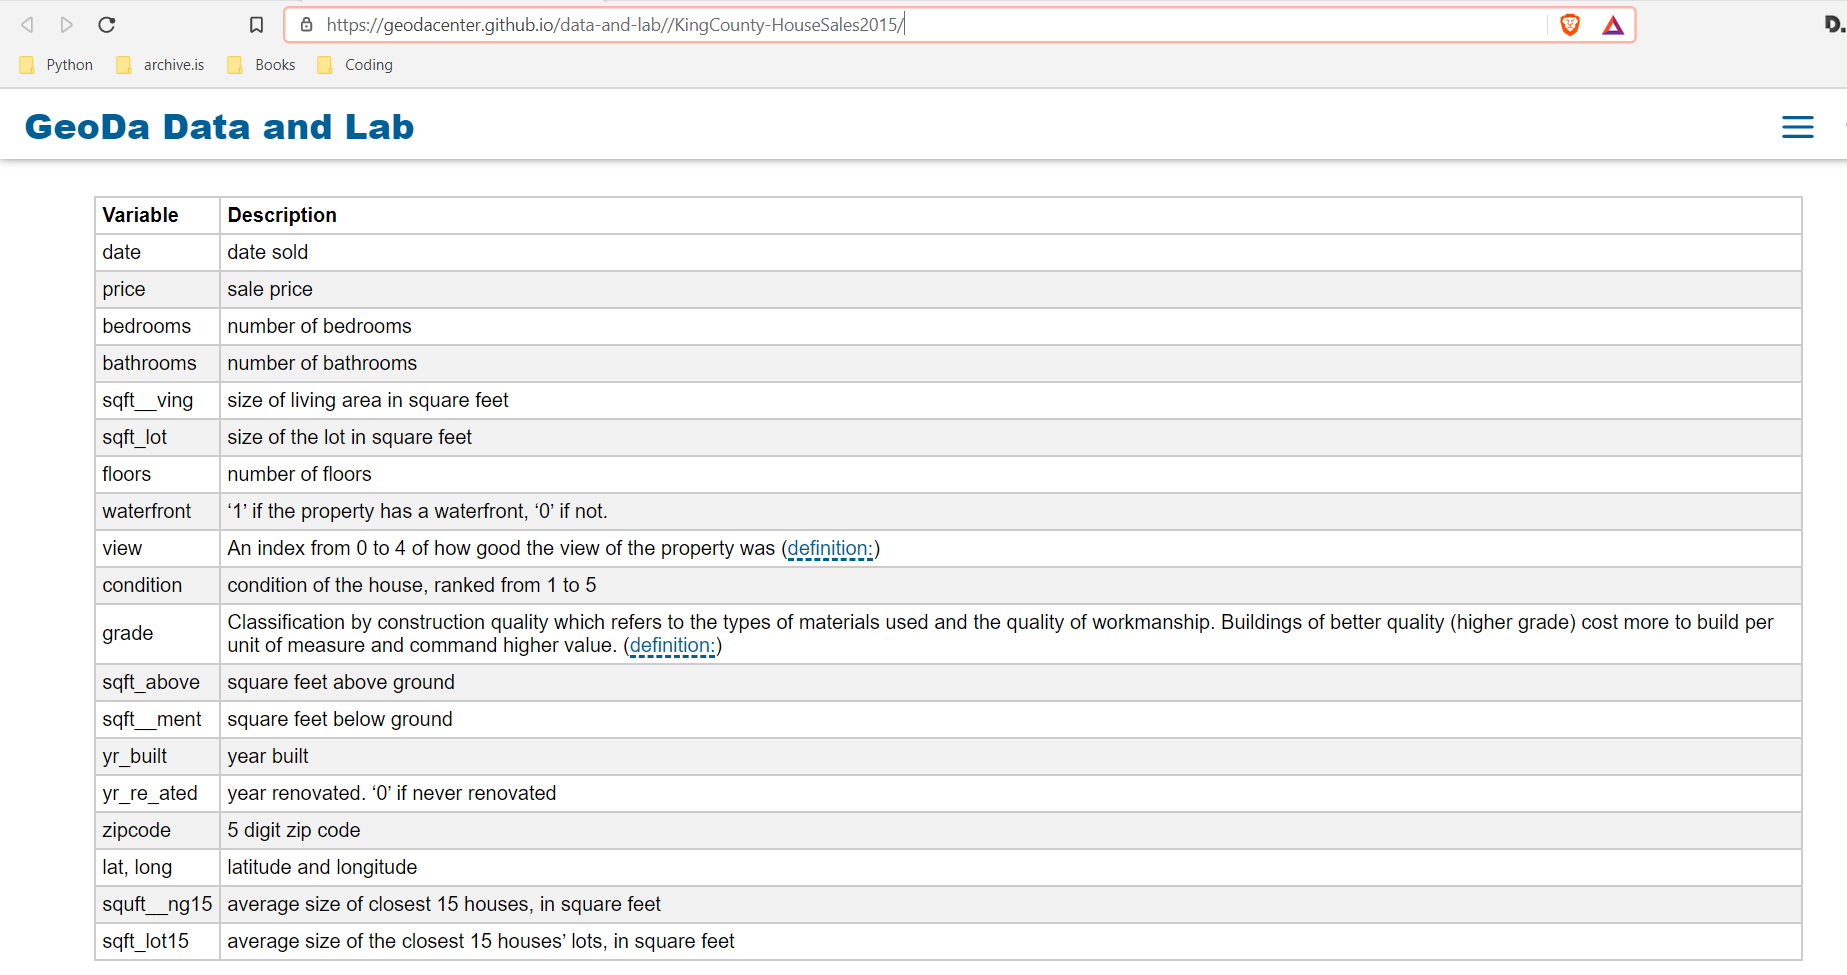 https://geodacenter.github.io/data-and-lab//KingCounty-HouseSales2015/
D.
Python archive.is Books Coding
GeoDa Data and Lab
Variable Description
date date sold
price sale price
bedrooms number of bedrooms
bathrooms number of bathrooms
sqft__ving size of living area in square feet
sqft_lot size of the lot in square feet
floors number of floors
waterfront ‘1’ if the property has a waterfront, ‘0’ if not.
view An index from 0 to 4 of how good the view of the property was (definition:)
condition condition of the house, ranked from 1 to 5
grade Classification by construction quality which refers to the types of materials used and the quality of workmanship. Buildings of better quality (higher grade) cost more to build per
unit of measure and command higher value. (definition:)
sqft_above square feet above ground
sqft__ment square feet below ground
yr_built year built
yr_re_ated year renovated. ‘0’ if never renovated
zipcode 5 digit zip code
lat, long latitude and longitude
squft__ng15 average size of closest 15 houses, in square feet
sqft_lot15 average size of the closest 15 houses’ lots, in square feet